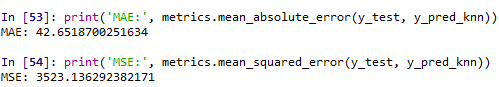 In [53]: print('MAE:', metrics.mean_absolute_error(y_test, y_pred_knn))
MAE: 42.6518700251634
In [54]: print('MSE:', metrics.mean_squared_error(y_test, y_pred_knn))
MSE: 3523.136292382171